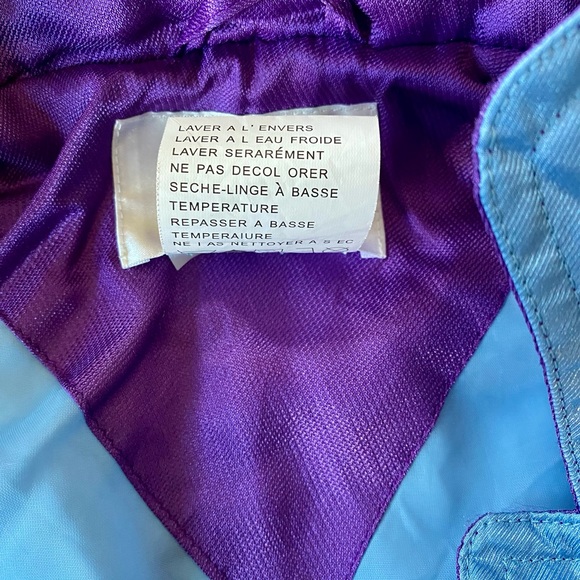 LAVER A L' ENVERS
LAVER A L EAU FROIDE
LAVER SERARÉMENT
NE PAS DECOL ORER
SECHE-LINGE À BASSE
TEMPERATURE
REPASSER A BASSE
TEMPERAIURE
NE IAS NETTOYER A S EC